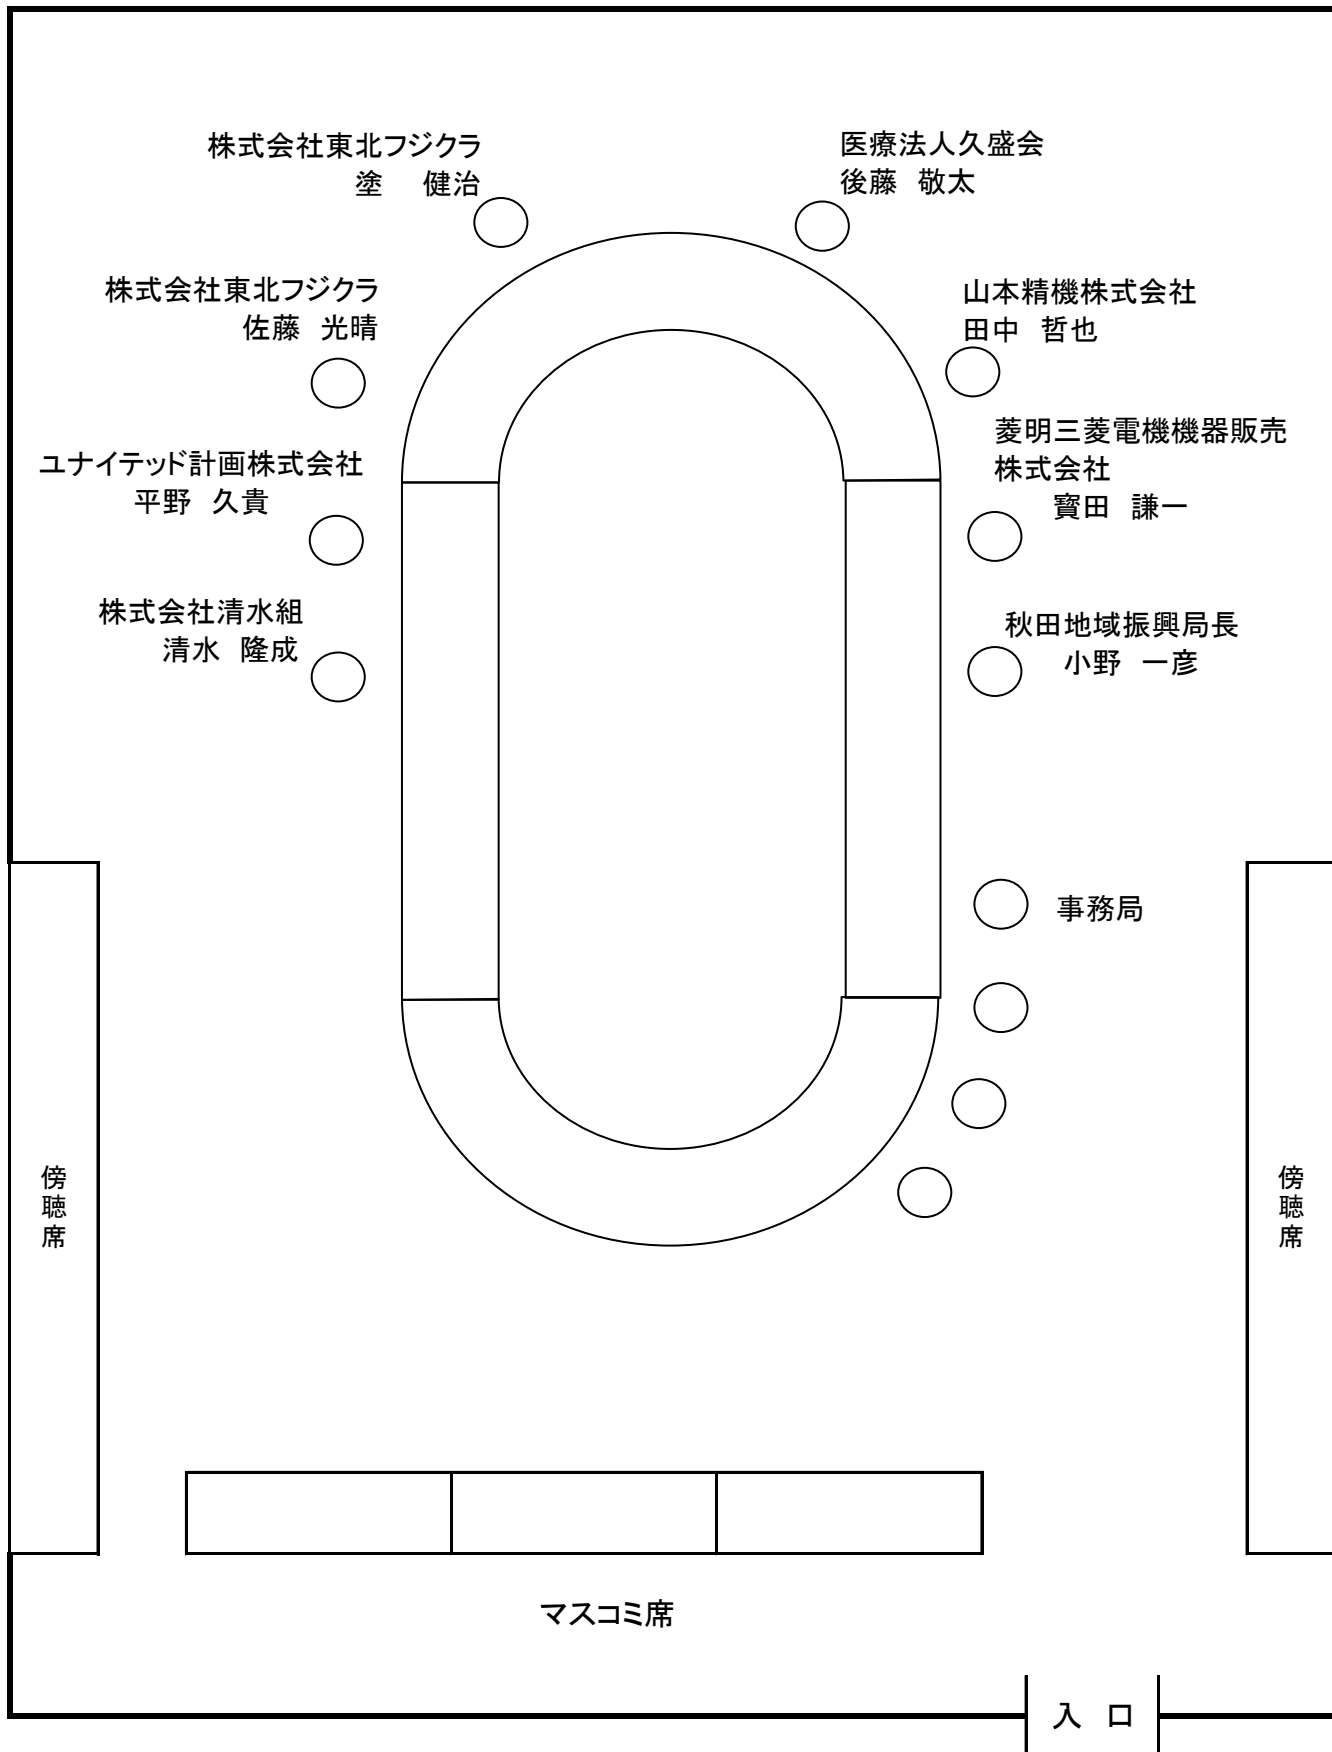 株式会社東北フジクラ
塗　健治
医療法人久盛会
後藤　敬太
株式会社東北フジクラ
佐藤　光晴
山本精機株式会社
田中　哲也
ユナイテッド計画株式会社
平野　久貴
菱明三菱電機機器販売
株式会社
寳田　謙一
株式会社清水組
清水　隆成
秋田地域振興局長
小野　一彦
事務局
傍聴席
傍聴席
マスコミ席
入　口